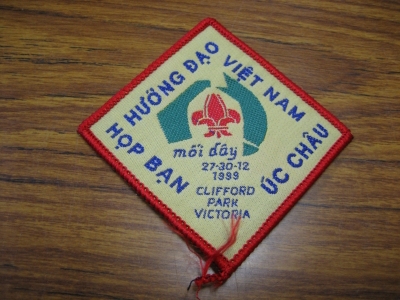 HƯỚNG ĐẠO VIỆT NAM
HỌP BẠN ÚC CHÂU
mối dây
27-30-12
1999
CLIFFORD
PARK
VICTORIA